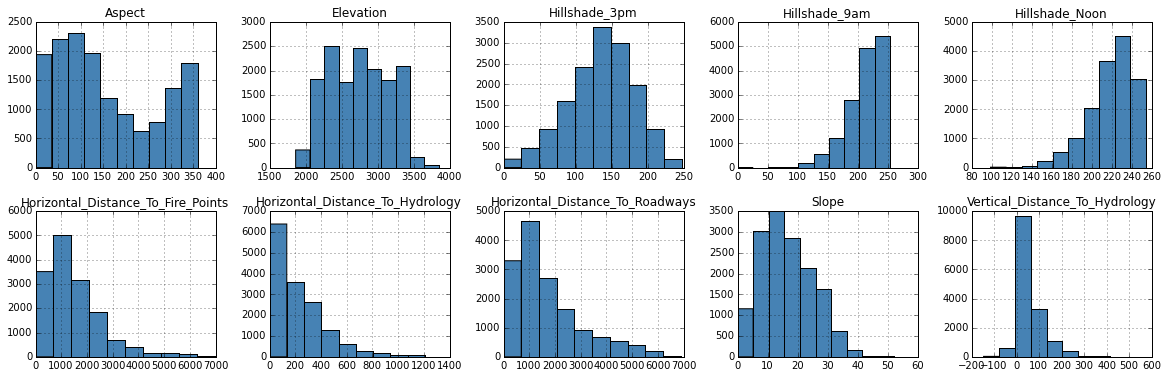 Aspect Elevation Hillshade_3pm Hillshade_9am Hillshade_Noon
2500 3000 3500 6000 5000
2000 2500 3000 5000 4000
1500 2000 2500 4000 3000
1000 1500 2000 3000 2000
500 1000 1500 2000 1000
0 500 1000 1000 0
0 500 0
0
0 50 100 150 200 250 300 350 400 1500 2000 2500 3000 3500 4000 0 50 100 150 200 250 0 50 100 150 200 250 300 80 100 120 140 160 180 200 220 240 260
Horizontal_Distance_To_Fire_Points Horizontal_Distance_To_Hydrology Horizontal_Distance_To_Roadways Slope Vertical_Distance_To_Hydrology
6000 7000 5000 3500 10000
5000 6000 4000 3000 8000
4000 5000 3000 2500 6000
3000 4000 2000 2000 4000
2000 3000 1000 1500 2000
1000 2000 0 1000 0
0 1000 500
0 0
0 1000 2000 3000 4000 5000 6000 7000 0 200 400 600 800 1000 1200 1400 0 1000 2000 3000 4000 5000 6000 7000 0 10 20 30 40 50 60 −200 −100 0 100 200 300 400 500 600